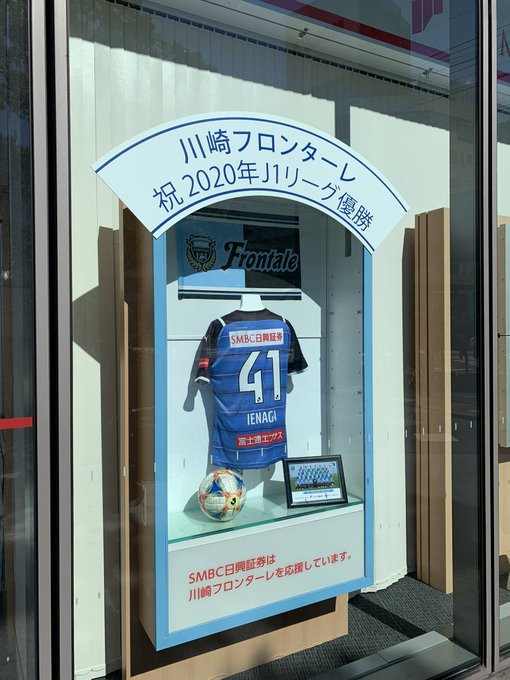 川崎フロンターレ
祝 2020年J1リーグ優勝
Frontale
SMBC日興証券
41
IENAGA
富士通エフサス
SMBC日興証券は
川崎フロンターレを応援しています。